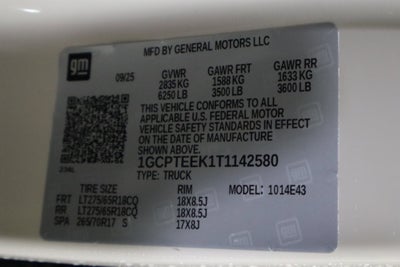 gm
MFD BY GENERAL MOTORS LLC
09/25 GVWR GAWR FRT GAWR RR
2835 KG 1588 KG 1633 KG
6250 LB 3500 LB 3600 LB
THIS VEHICLE CONFORMS TO ALL
APPLICABLE U.S. FEDERAL MOTOR
VEHICLE SAFETY STANDARDS IN EFFECT
ON THE DATE OF MANUFACTURE
SHOWN ABOVE.
1GCPTEEK1T1142580
TYPE: TRUCK
TIRE SIZE RIM MODEL: 1014E43
FRT LT275/65R18CQ 18X8.5J
RR LT275/65R18CQ 18X8.5J
SPA 265/70R17 S 17X8J